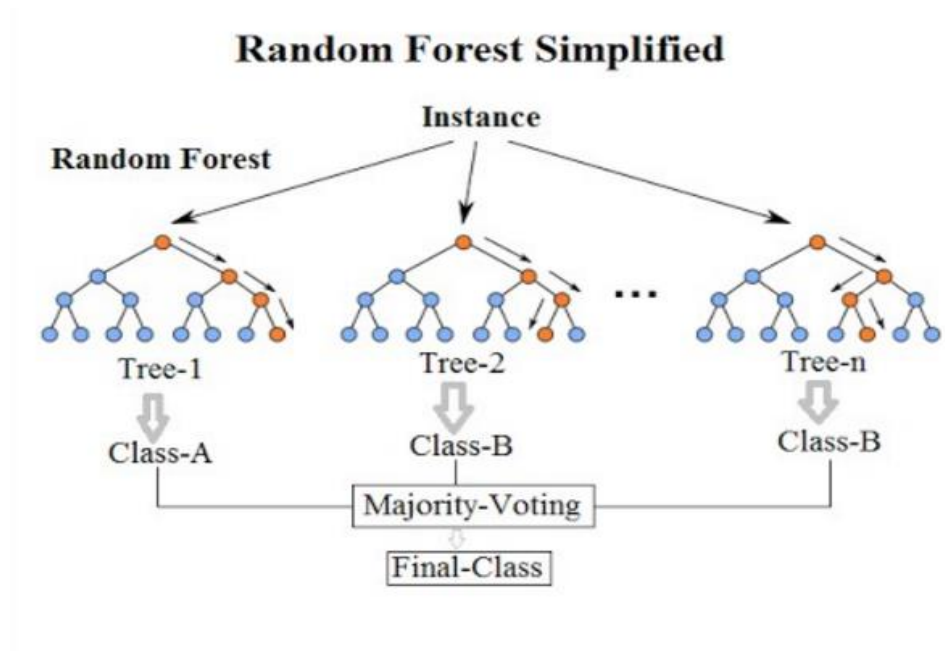 Random Forest Simplified
Instance
Random Forest
...
Tree-1
Tree-2
Tree-n
Class-A
Class-B
Class-B
Majority-Voting
Final-Class